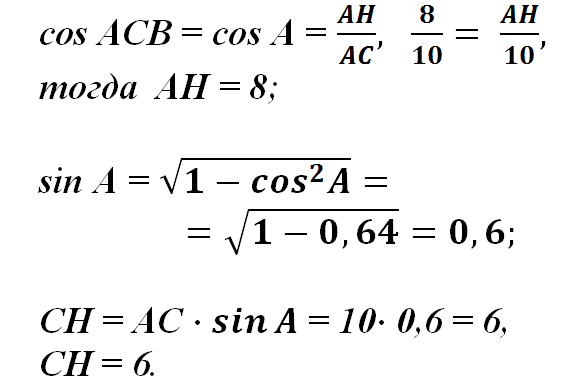 cos ACB = cos A = AH/AC, 8/10 = AH/10,
тогда AH = 8;
sin A = √(1 − cos²A) =
= √(1 − 0,64) = 0,6;
CH = AC · sin A = 10· 0,6 = 6,
CH = 6.